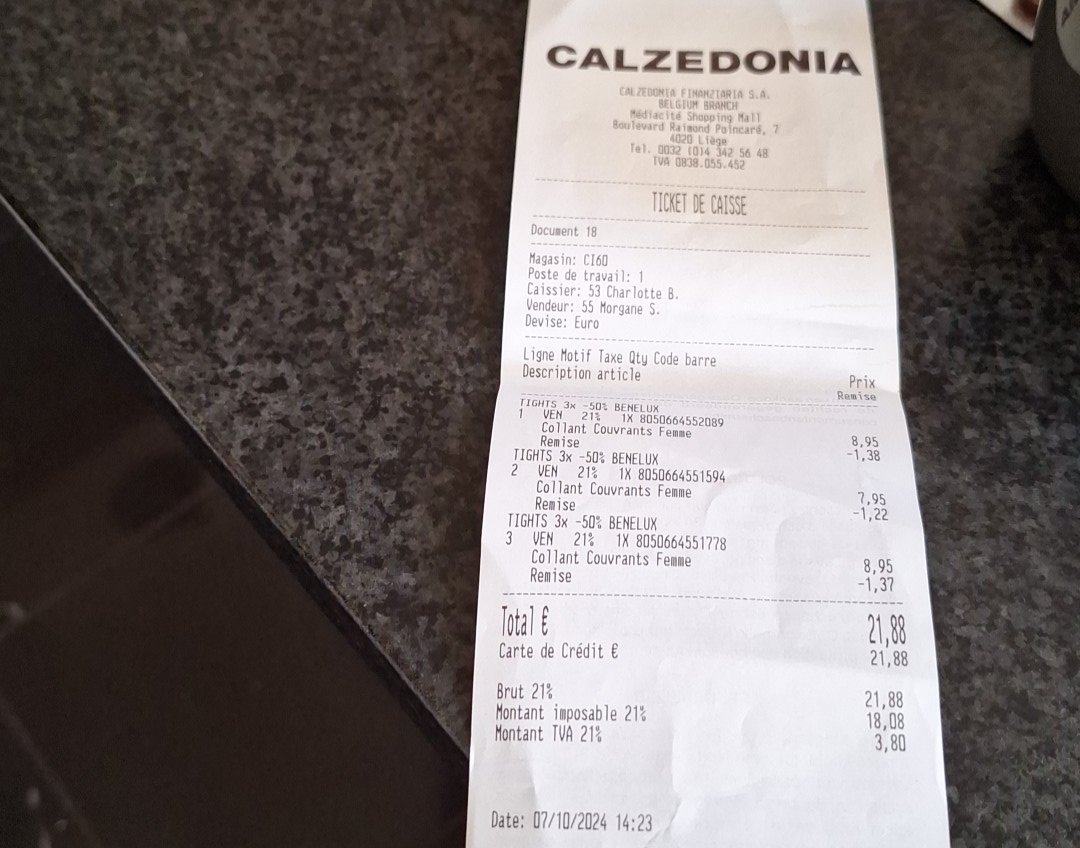 CALZEDONIA
CALZEDONIA FINANZIARIA S.A.
BELGIUM BRANCH
Médiacité Shopping Mall
Boulevard Raimond Poincaré, 7
4020 Liège
Tel. 0032 (0)4 342 56 48
TVA 0838.055.452
TICKET DE CAISSE
Document 18
Magasin: CI60
Poste de travail: 1
Caissier: 53 Charlotte B.
Vendeur: 55 Morgane S.
Devise: Euro
Ligne Motif Taxe Qty Code barre
Description article Prix
Remise
TIGHTS 3x -50% BENELUX
1 VEN 21% 1X 8050664552089
Collant Couvrants Femme 8,95
Remise -1,38
TIGHTS 3x -50% BENELUX
2 VEN 21% 1X 8050664551594
Collant Couvrants Femme 7,95
Remise -1,22
TIGHTS 3x -50% BENELUX
3 VEN 21% 1X 8050664551778
Collant Couvrants Femme 8,95
Remise -1,37
Total € 21,88
Carte de Crédit € 21,88
Brut 21% 21,88
Montant imposable 21% 18,08
Montant TVA 21% 3,80
Date: 07/10/2024 14:23